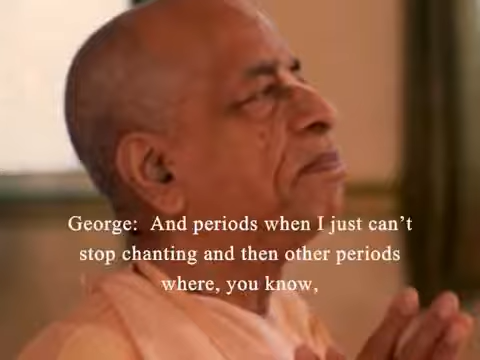 George:  And periods when I just can’t
stop chanting and then other periods
where, you know,